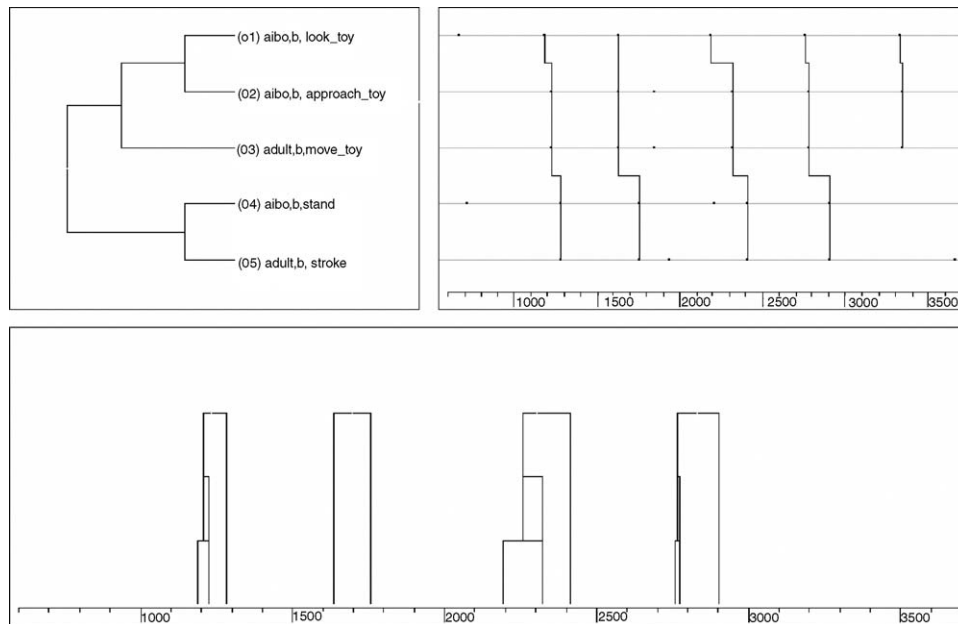 (o1) aibo,b, look_toy
(02) aibo,b, approach_toy
(03) adult,b,move_toy
(04) aibo,b,stand
(05) adult,b, stroke
1000 1500 2000 2500 3000 3500
1000 1500 2000 2500 3000 3500